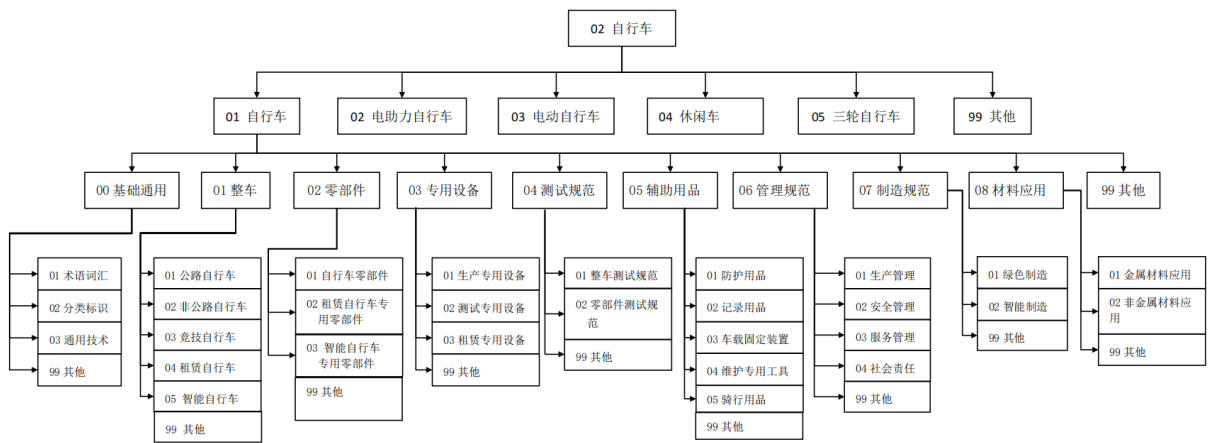 02 自行车
01 自行车
02 电助力自行车
03 电动自行车
04 休闲车
05 三轮自行车
99 其他
00 基础通用
01 整车
02 零部件
03 专用设备
04 测试规范
05 辅助用品
06 管理规范
07 制造规范
08 材料应用
99 其他
01 术语词汇
02 分类标识
03 通用技术
99 其他
01 公路自行车
02 非公路自行车
03 竞技自行车
04 租赁自行车
05 智能自行车
99 其他
01 自行车零部件
02 租赁自行车专
用零部件
03 智能自行车
专用零部件
99 其他
01 生产专用设备
02 测试专用设备
03 租赁专用设备
99 其他
01 整车测试规范
02 零部件测试规
范
99 其他
01 防护用品
02 记录用品
03 车载固定装置
04 维护专用工具
05 骑行用品
99 其他
01 生产管理
02 安全管理
03 服务管理
04 社会责任
99 其他
01 绿色制造
02 智能制造
99 其他
01 金属材料应用
02 非金属材料应
用
99 其他